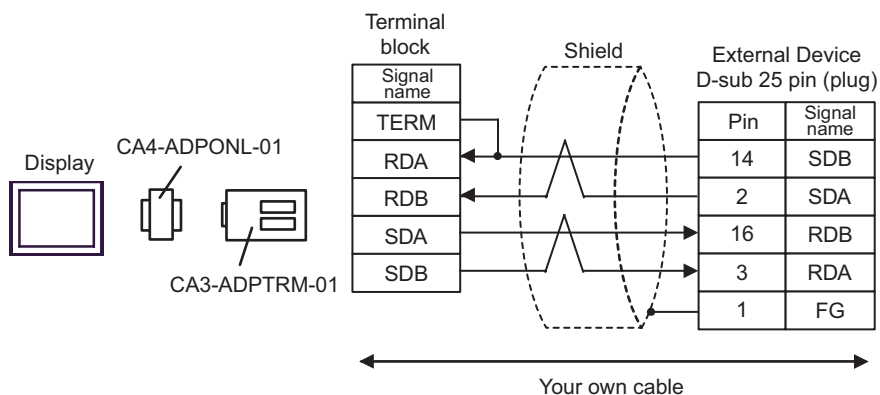 Terminal
block
Shield
External Device
D-sub 25 pin (plug)
Display
CA4-ADPONL-01
CA3-ADPTRM-01
Signal
name
TERM
RDA
RDB
SDA
SDB
Pin
Signal
name
14 SDB
2 SDA
16 RDB
3 RDA
1 FG
Your own cable